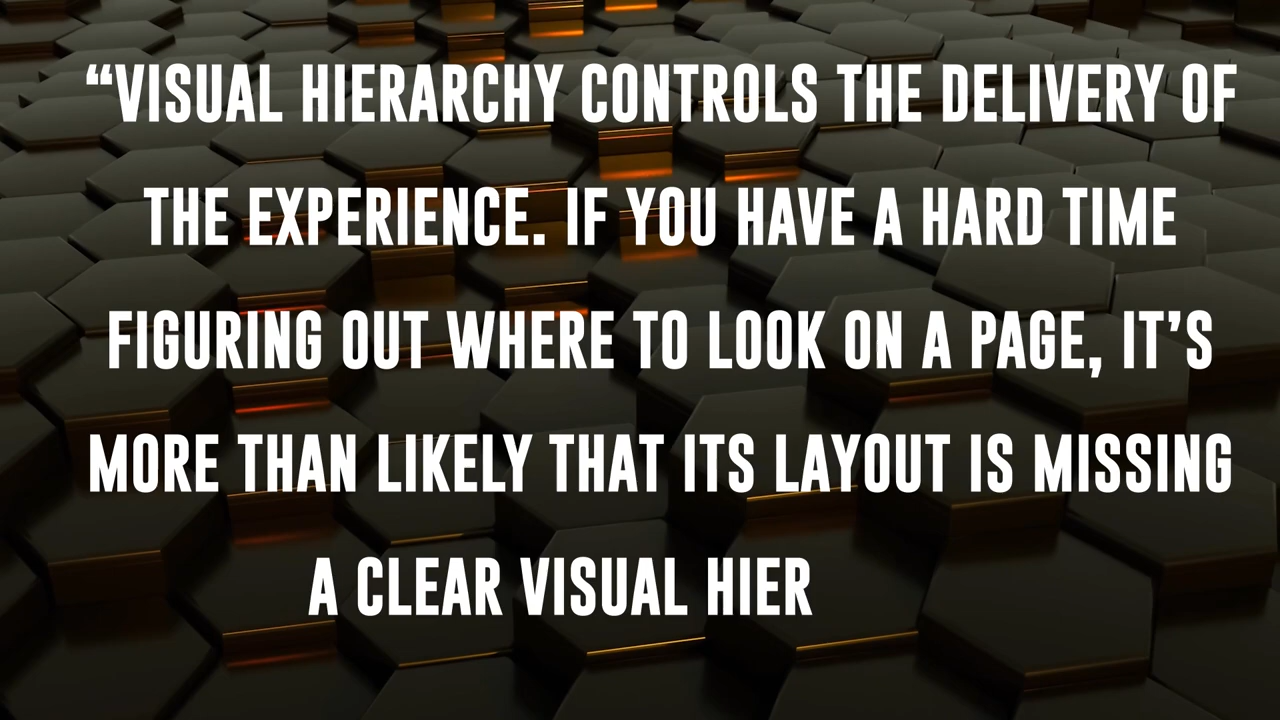 “VISUAL HIERARCHY CONTROLS THE DELIVERY OF
THE EXPERIENCE. IF YOU HAVE A HARD TIME
FIGURING OUT WHERE TO LOOK ON A PAGE, IT’S
MORE THAN LIKELY THAT ITS LAYOUT IS MISSING
A CLEAR VISUAL HIER